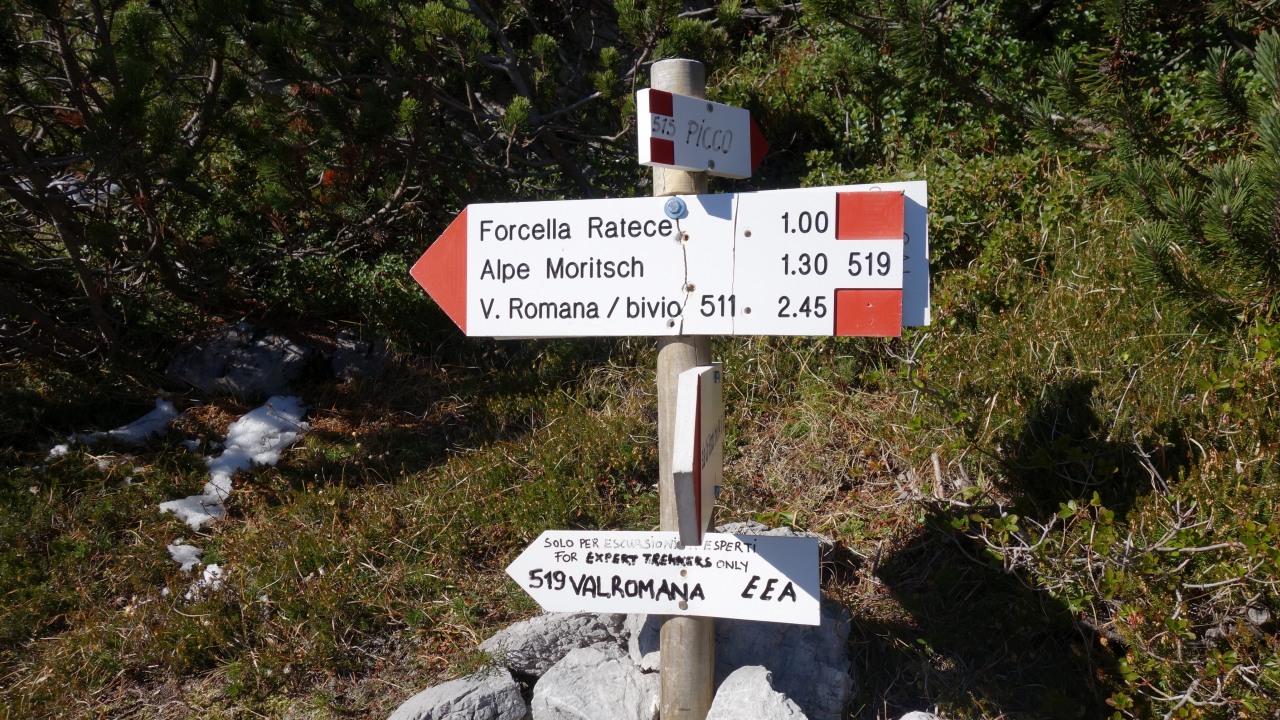 515 PICCO
Forcella Ratece 1.00
Alpe Moritsch 1.30 519
V. Romana / bivio 511 2.45
SOLO PER ESCURSIONISTI ESPERTI
FOR EXPERT TREKKERS ONLY
519 VALROMANA EEA